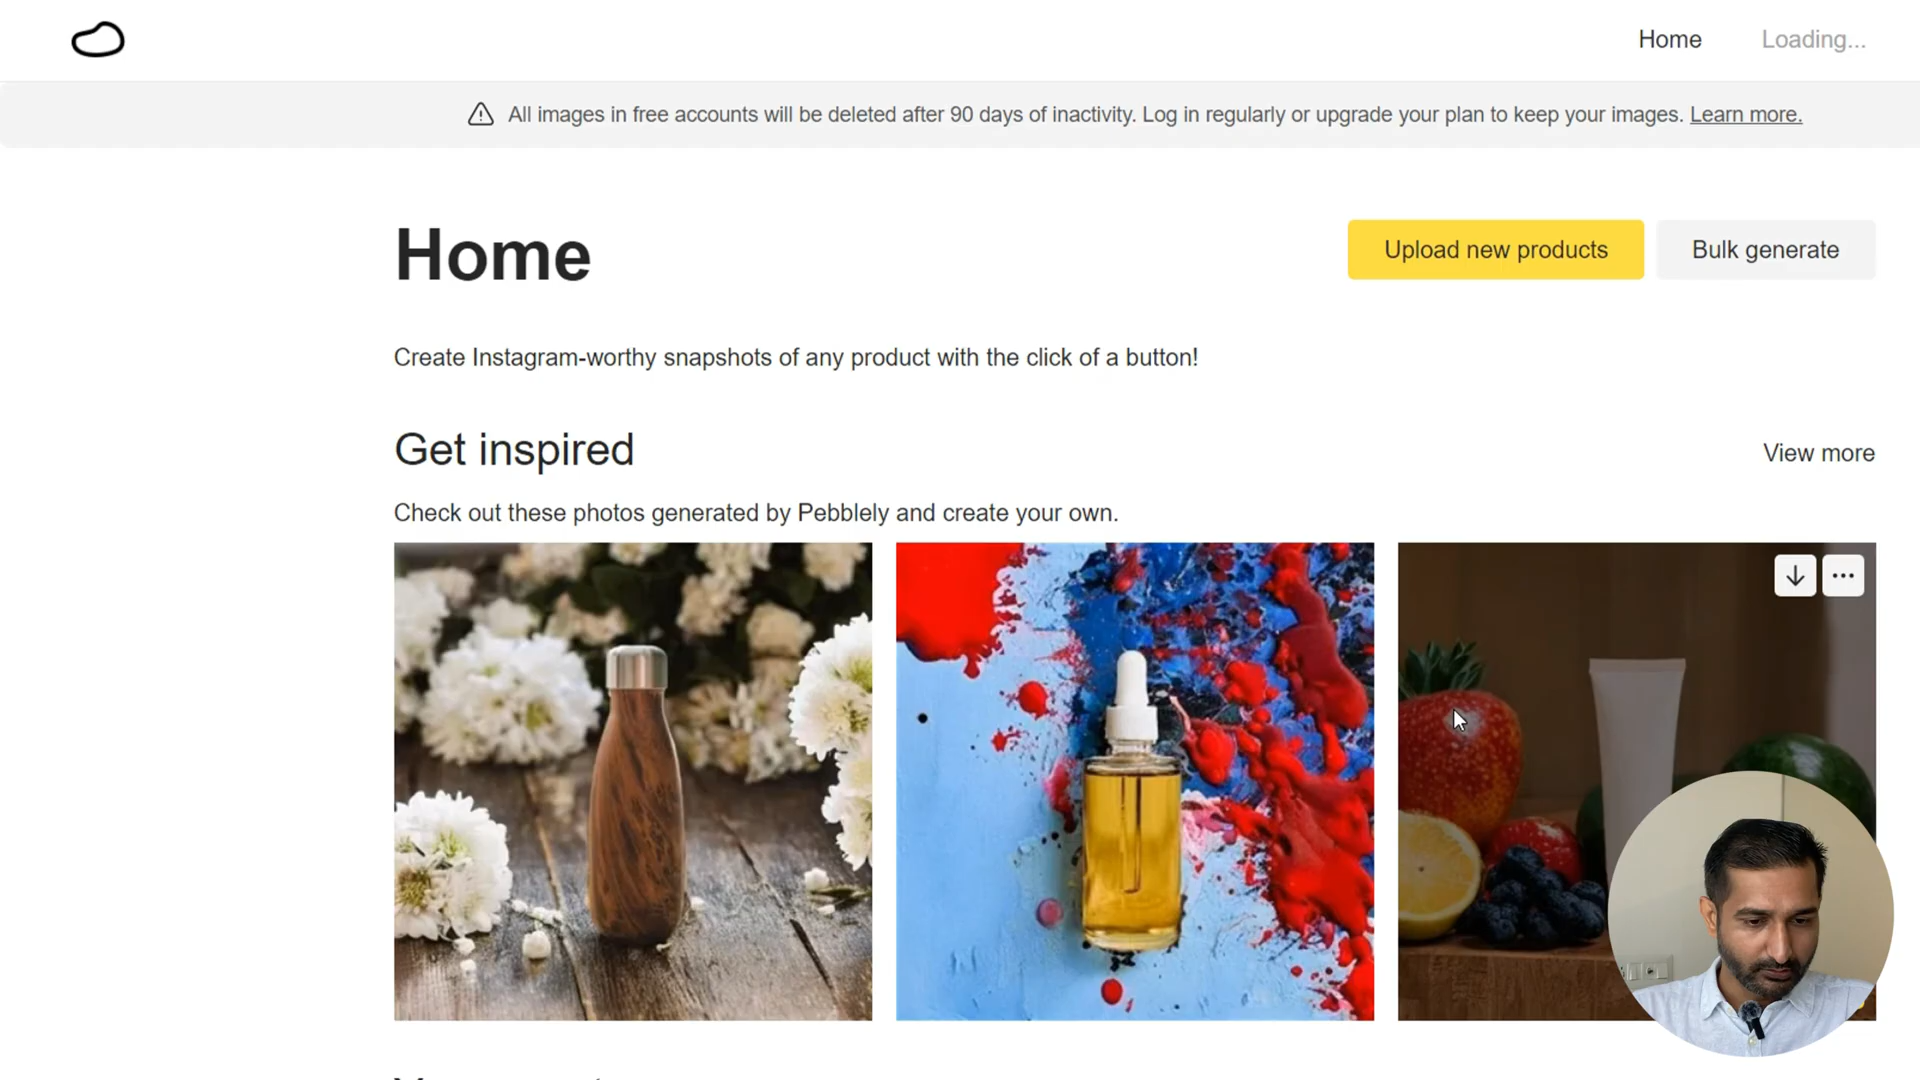 Home Loading...
All images in free accounts will be deleted after 90 days of inactivity. Log in regularly or upgrade your plan to keep your images. Learn more.
Home
Upload new products
Bulk generate
Create Instagram-worthy snapshots of any product with the click of a button!
Get inspired
View more
Check out these photos generated by Pebblely and create your own.